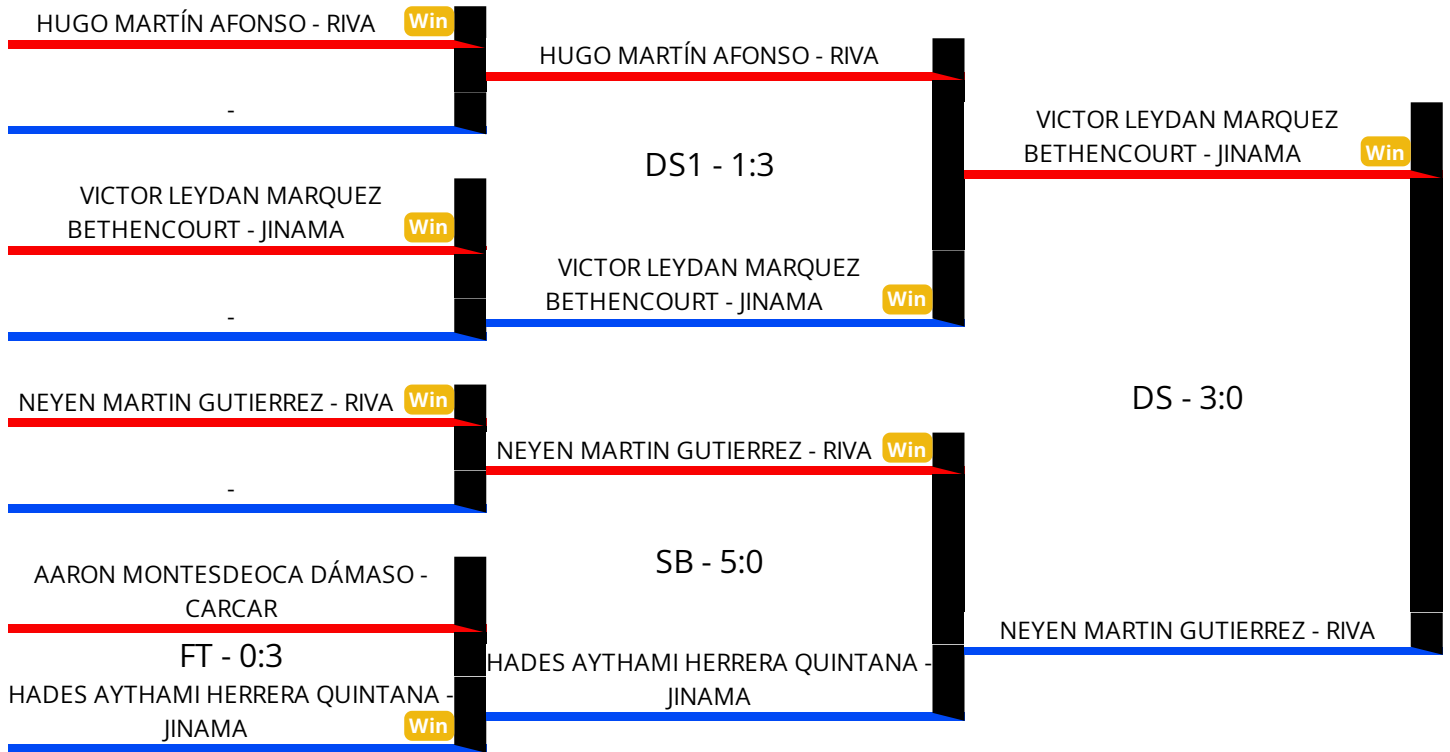 HUGO MARTÍN AFONSO - RIVA Win
-
VICTOR LEYDAN MARQUEZ
BETHENCOURT - JINAMA Win
-
NEYEN MARTIN GUTIERREZ - RIVA Win
-
AARON MONTESDEOCA DÁMASO -
CARCAR
FT - 0:3
HADES AYTHAMI HERRERA QUINTANA -
JINAMA Win
HUGO MARTÍN AFONSO - RIVA
DS1 - 1:3
VICTOR LEYDAN MARQUEZ
BETHENCOURT - JINAMA Win
NEYEN MARTIN GUTIERREZ - RIVA Win
SB - 5:0
HADES AYTHAMI HERRERA QUINTANA -
JINAMA
VICTOR LEYDAN MARQUEZ
BETHENCOURT - JINAMA Win
DS - 3:0
NEYEN MARTIN GUTIERREZ - RIVA